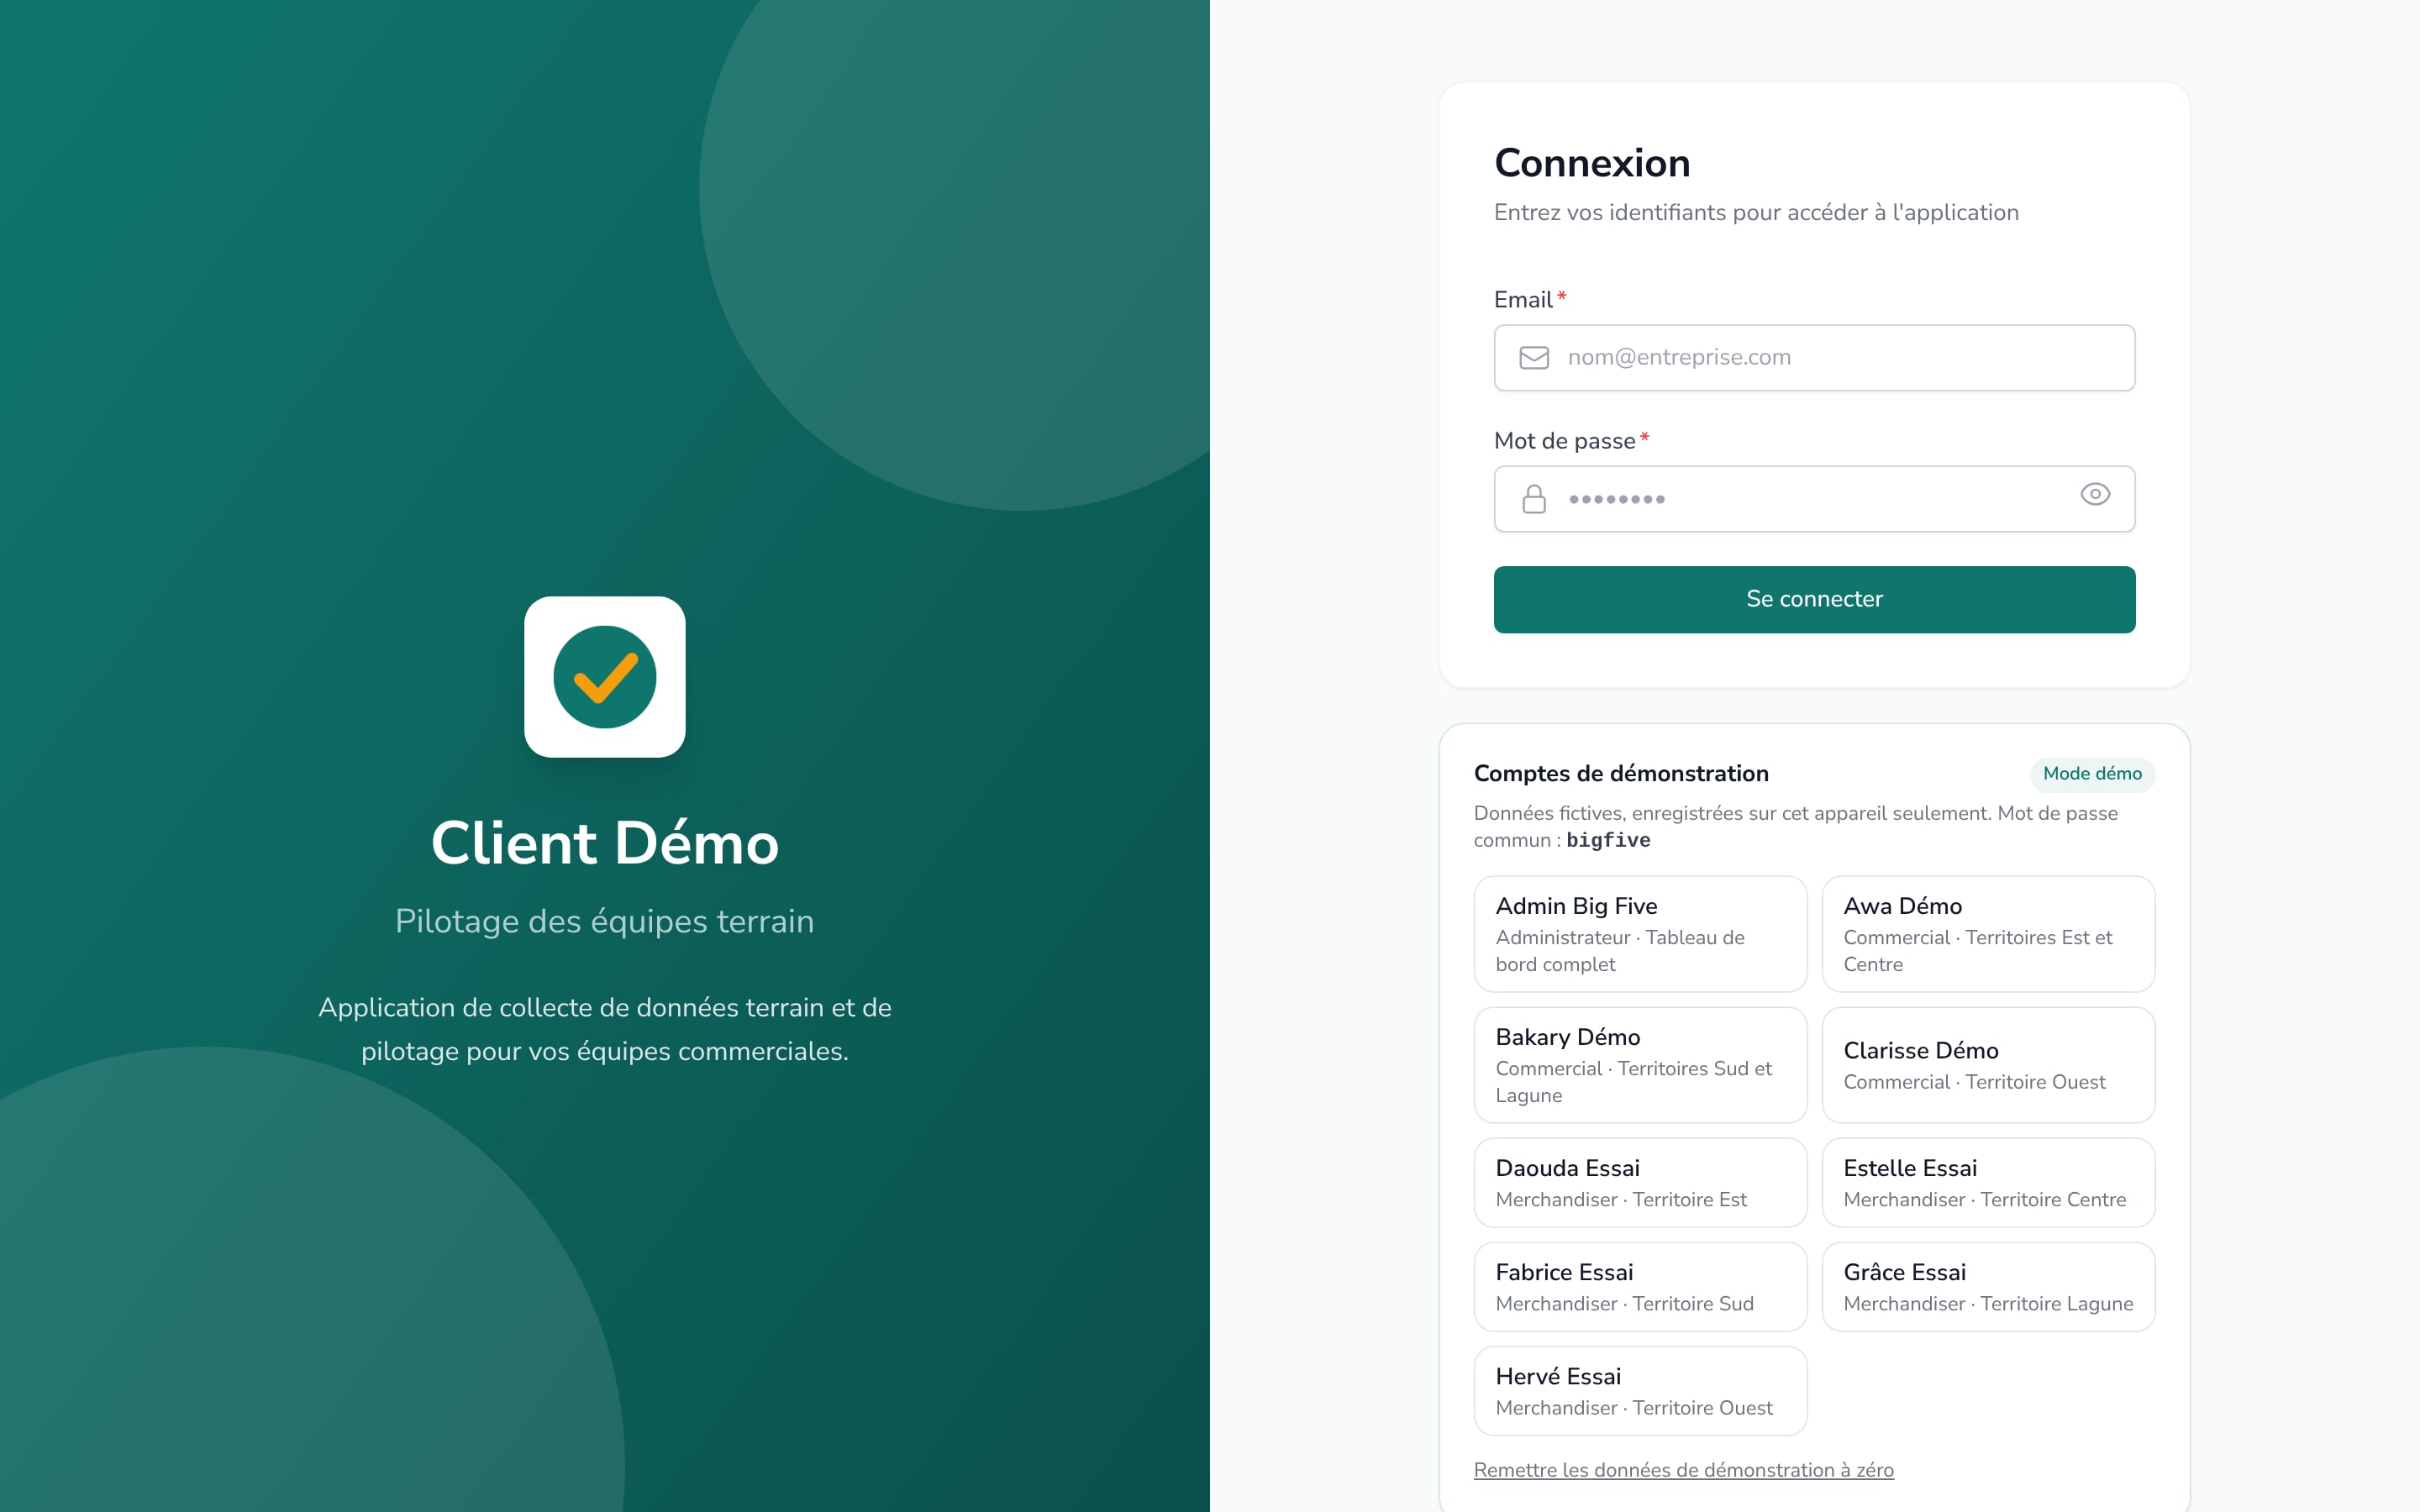 Client Démo
Pilotage des équipes terrain
Application de collecte de données terrain et de
pilotage pour vos équipes commerciales.
Connexion
Entrez vos identifiants pour accéder à l'application
Email *
nom@entreprise.com
Mot de passe *
••••••••
Se connecter
Comptes de démonstration
Mode démo
Données fictives, enregistrées sur cet appareil seulement. Mot de passe
commun : bigfive
Admin Big Five
Administrateur · Tableau de
bord complet
Awa Démo
Commercial · Territoires Est et
Centre
Bakary Démo
Commercial · Territoires Sud et
Lagune
Clarisse Démo
Commercial · Territoire Ouest
Daouda Essai
Merchandiser · Territoire Est
Estelle Essai
Merchandiser · Territoire Centre
Fabrice Essai
Merchandiser · Territoire Sud
Grâce Essai
Merchandiser · Territoire Lagune
Hervé Essai
Merchandiser · Territoire Ouest
Remettre les données de démonstration à zéro